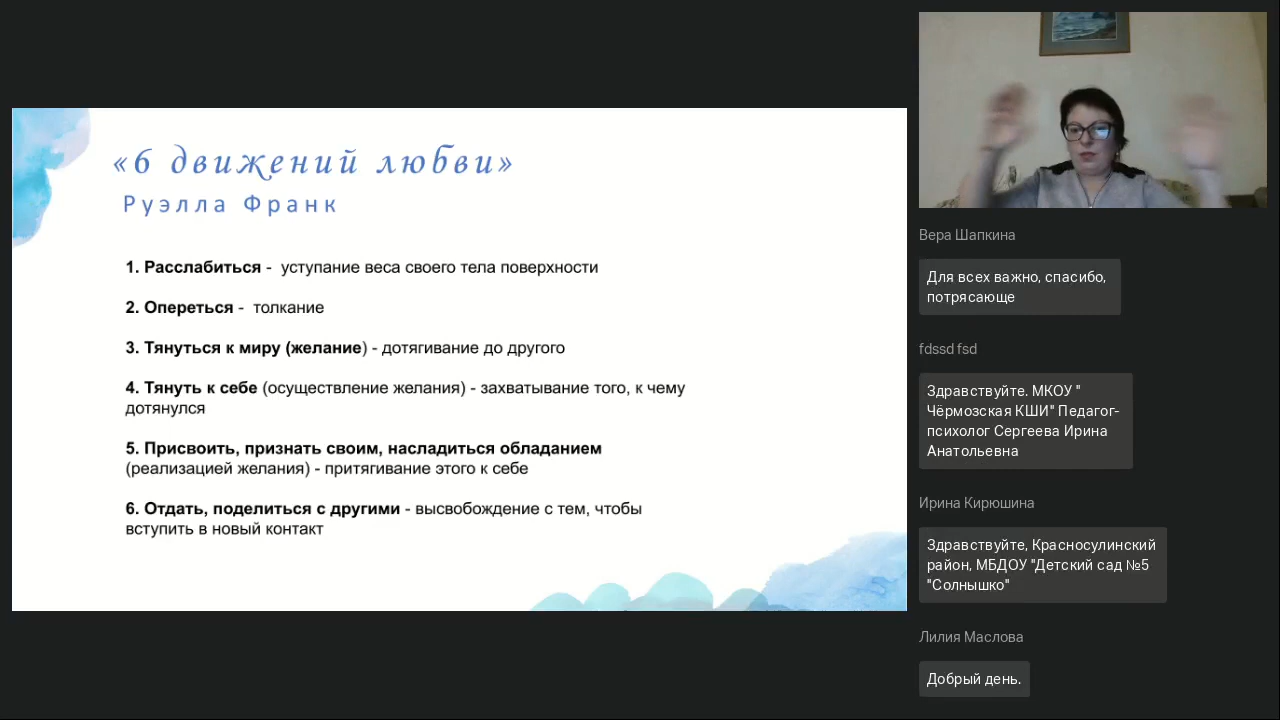 «6 движений любви»
Руэлла Франк
1. Расслабиться - уступание веса своего тела поверхности
2. Опереться - толкание
3. Тянуться к миру (желание) - дотягивание до другого
4. Тянуть к себе (осуществление желания) - захватывание того, к чему
дотянулся
5. Присвоить, признать своим, насладиться обладанием
(реализацией желания) - притягивание этого к себе
6. Отдать, поделиться с другими - высвобождение с тем, чтобы
вступить в новый контакт
Вера Шапкина
Для всех важно, спасибо,
потрясающе
fdssd fsd
Здравствуйте. МКОУ "
Чёрмозская КШИ" Педагог-
психолог Сергеева Ирина
Анатольевна
Ирина Кирюшина
Здравствуйте, Красносулинский
район, МБДОУ "Детский сад №5
"Солнышко"
Лилия Маслова
Добрый день.